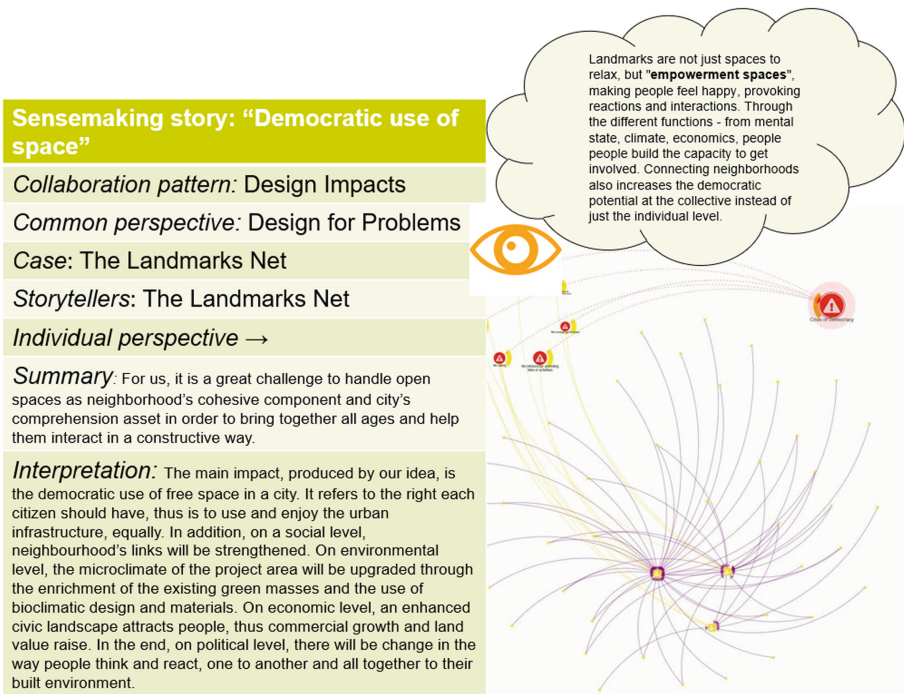 Sensemaking story: “Democratic use of
space”
Collaboration pattern: Design Impacts
Common perspective: Design for Problems
Case: The Landmarks Net
Storytellers: The Landmarks Net
Individual perspective →
Summary: For us, it is a great challenge to handle open
spaces as neighborhood’s cohesive component and city’s
comprehension asset in order to bring together all ages and help
them interact in a constructive way.
Interpretation: The main impact, produced by our idea, is
the democratic use of free space in a city. It refers to the right each
citizen should have, thus is to use and enjoy the urban
infrastructure, equally. In addition, on a social level,
neighbourhood’s links will be strengthened. On environmental
level, the microclimate of the project area will be upgraded through
the enrichment of the existing green masses and the use of
bioclimatic design and materials. On economic level, an enhanced
civic landscape attracts people, thus commercial growth and land
value raise. In the end, on political level, there will be change in the
way people think and react, one to another and all together to their
built environment.
Landmarks are not just spaces to
relax, but "empowerment spaces",
making people feel happy, provoking
reactions and interactions. Through
the different functions - from mental
state, climate, economics, people
people build the capacity to get
involved. Connecting neighborhoods
also increases the democratic
potential at the collective instead of
just the individual level.
Crisis of Democracy